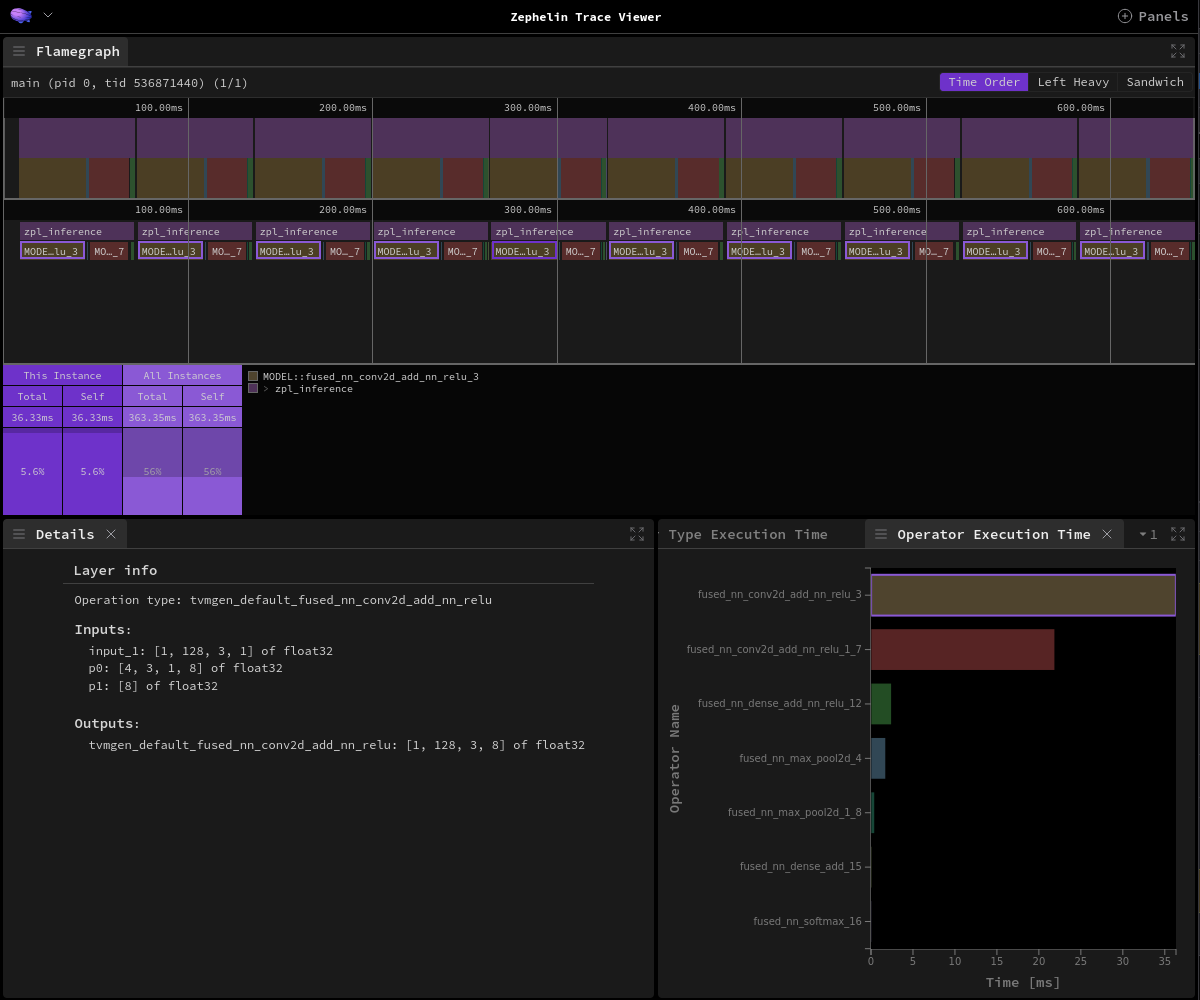 Zephelin Trace Viewer
Panels
Flamegraph
main (pid 0, tid 536871440) (1/1)
Time Order Left Heavy Sandwich
100.00ms 200.00ms 300.00ms 400.00ms 500.00ms 600.00ms
100.00ms 200.00ms 300.00ms 400.00ms 500.00ms 600.00ms
zpl_inference zpl_inference zpl_inference zpl_inference zpl_inference zpl_inference zpl_inference zpl_inference zpl_inference zpl_inference
MODE…lu_3 MO…_7 MODE…lu_3 MO…_7 MODE…lu_3 MO…_7 MODE…lu_3 MO…_7 MODE…lu_3 MO…_7 MODE…lu_3 MO…_7 MODE…lu_3 MO…_7 MODE…lu_3 MO…_7 MODE…lu_3 MO…_7 MODE…lu_3 MO…_7
This Instance All Instances
Total Self Total Self
36.33ms 36.33ms 363.35ms 363.35ms
5.6% 5.6% 56% 56%
MODEL::fused_nn_conv2d_add_nn_relu_3
> zpl_inference
Details
Layer info
Operation type: tvmgen_default_fused_nn_conv2d_add_nn_relu
Inputs:
input_1: [1, 128, 3, 1] of float32
p0: [4, 3, 1, 8] of float32
p1: [8] of float32
Outputs:
tvmgen_default_fused_nn_conv2d_add_nn_relu: [1, 128, 3, 8] of float32
Type Execution Time
Operator Execution Time
1
Operator Name
fused_nn_conv2d_add_nn_relu_3
fused_nn_conv2d_add_nn_relu_1_7
fused_nn_dense_add_nn_relu_12
fused_nn_max_pool2d_4
fused_nn_max_pool2d_1_8
fused_nn_dense_add_15
fused_nn_softmax_16
0 5 10 15 20 25 30 35
Time [ms]